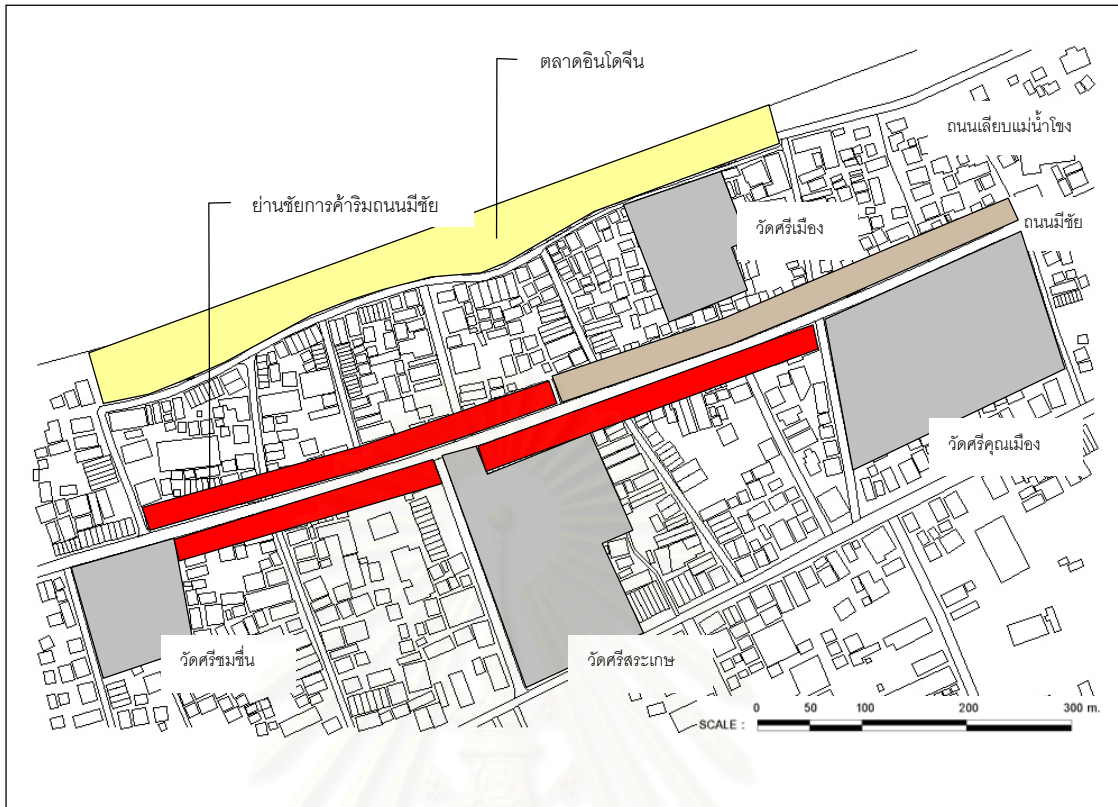 ตลาดอินโดจีน
ถนนเลียบแม่น้ำโขง
ย่านชัยการค้าริมถนนมีชัย
วัดศรีเมือง
ถนนมีชัย
วัดศรีคุณเมือง
วัดศรีชมชื่น
วัดศรีสระเกษ
0 50 100 200 300 m.
SCALE :